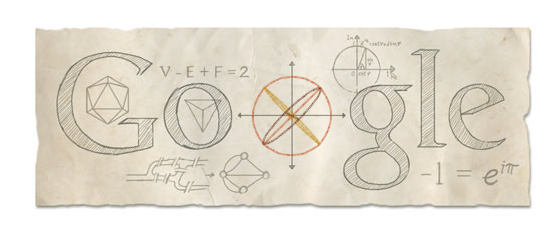 Google
V - E + F = 2
-1 = e^{iπ}